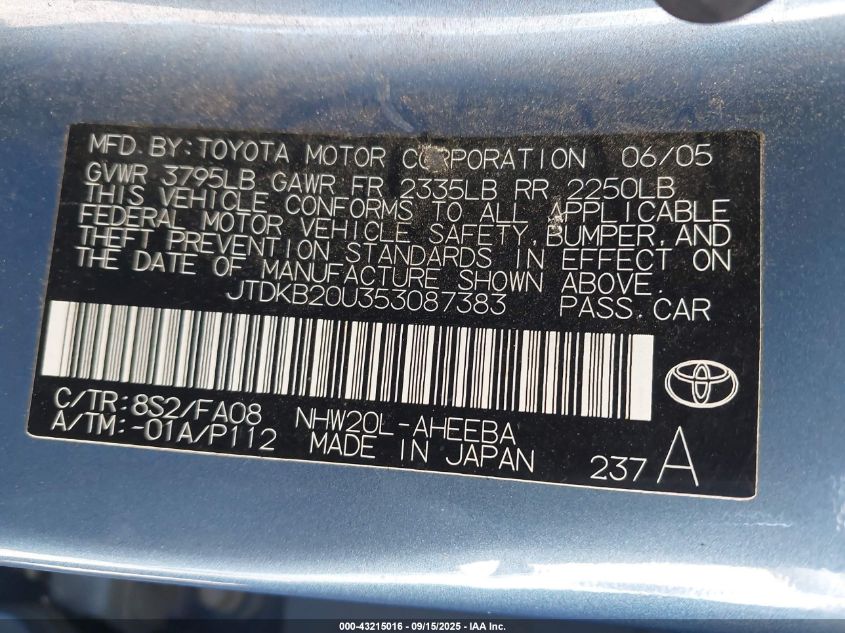 MFD.BY:TOYOTA MOTOR CORPORATION 06/05
GVWR 3795LB GAWR FR 2335LB RR 2250LB
THIS VEHICLE CONFORMS TO ALL APPLICABLE
FEDERAL MOTOR VEHICLE SAFETY,BUMPER,AND
THEFT PREVENTION STANDARDS IN EFFECT ON
THE DATE OF MANUFACTURE SHOWN ABOVE.
JTDKB20U353087383 PASS.CAR
C/TR:8S2/FA08 NHW20L-AHEEBA
A/TM:-01A/P112 MADE IN JAPAN 237 A
000-43215016 - 09/15/2025 - IAA Inc.